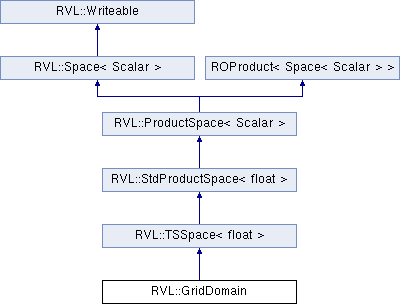 RVL::Writeable
RVL::Space< Scalar >
ROProduct< Space< Scalar > >
RVL::ProductSpace< Scalar >
RVL::StdProductSpace< float >
RVL::TSSpace< float >
RVL::GridDomain